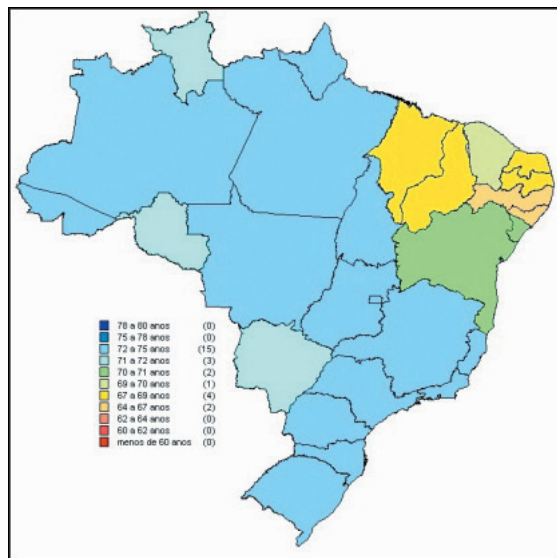 78 a 80 anos (0)
75 a 78 anos (0)
72 a 75 anos (15)
71 a 72 anos (3)
70 a 71 anos (2)
69 a 70 anos (1)
67 a 69 anos (4)
64 a 67 anos (2)
62 a 64 anos (0)
60 a 62 anos (0)
menos de 60 anos (0)